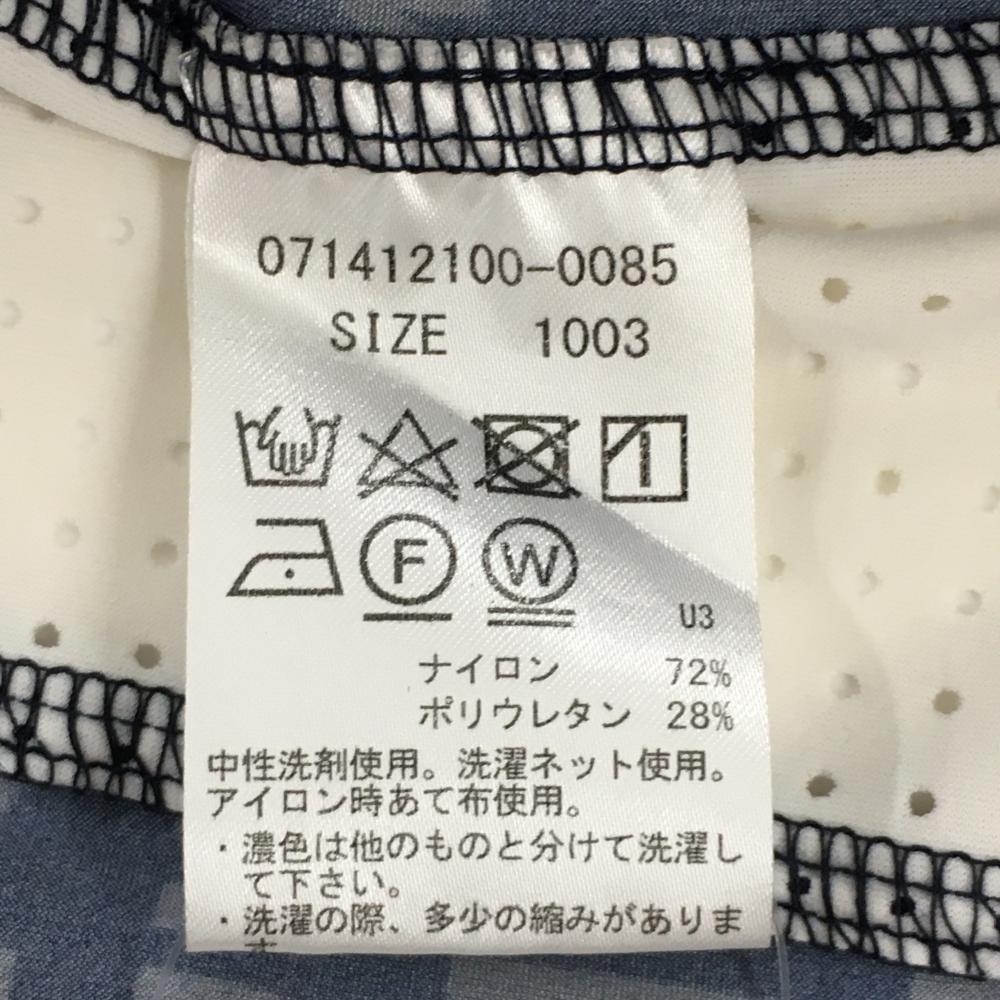 071412100-0085
SIZE 1003
F W
U3
ナイロン 72%
ポリウレタン 28%
中性洗剤使用。洗濯ネット使用。
アイロン時あて布使用。
・濃色は他のものと分けて洗濯し
て下さい。
・洗濯の際、多少の縮みがありま
す